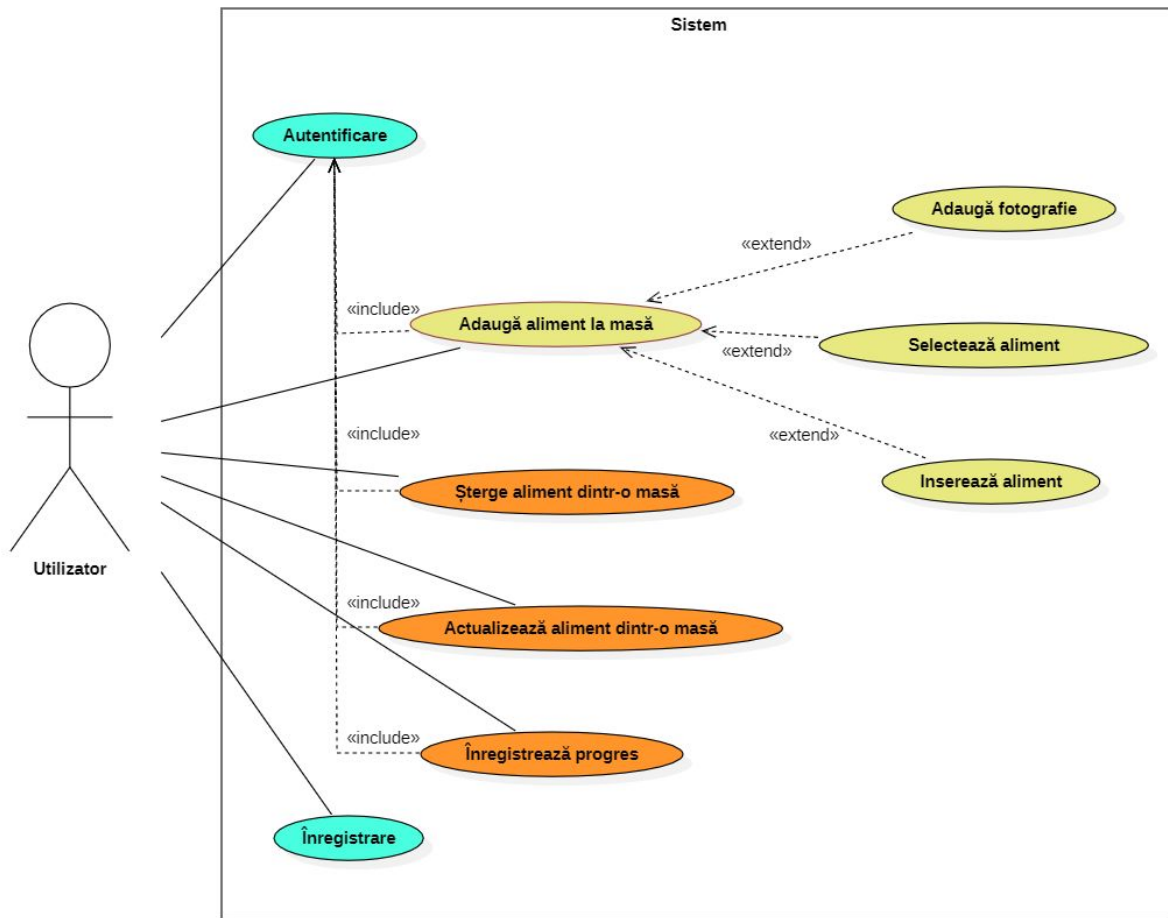 Sistem
Autentificare
Adaugă fotografie
«extend»
«include»
Adaugă aliment la masă
Selectează aliment
«extend»
«include»
«extend»
Inserează aliment
Șterge aliment dintr-o masă
Utilizator
«include»
Actualizează aliment dintr-o masă
«include»
Înregistrează progres
Înregistrare